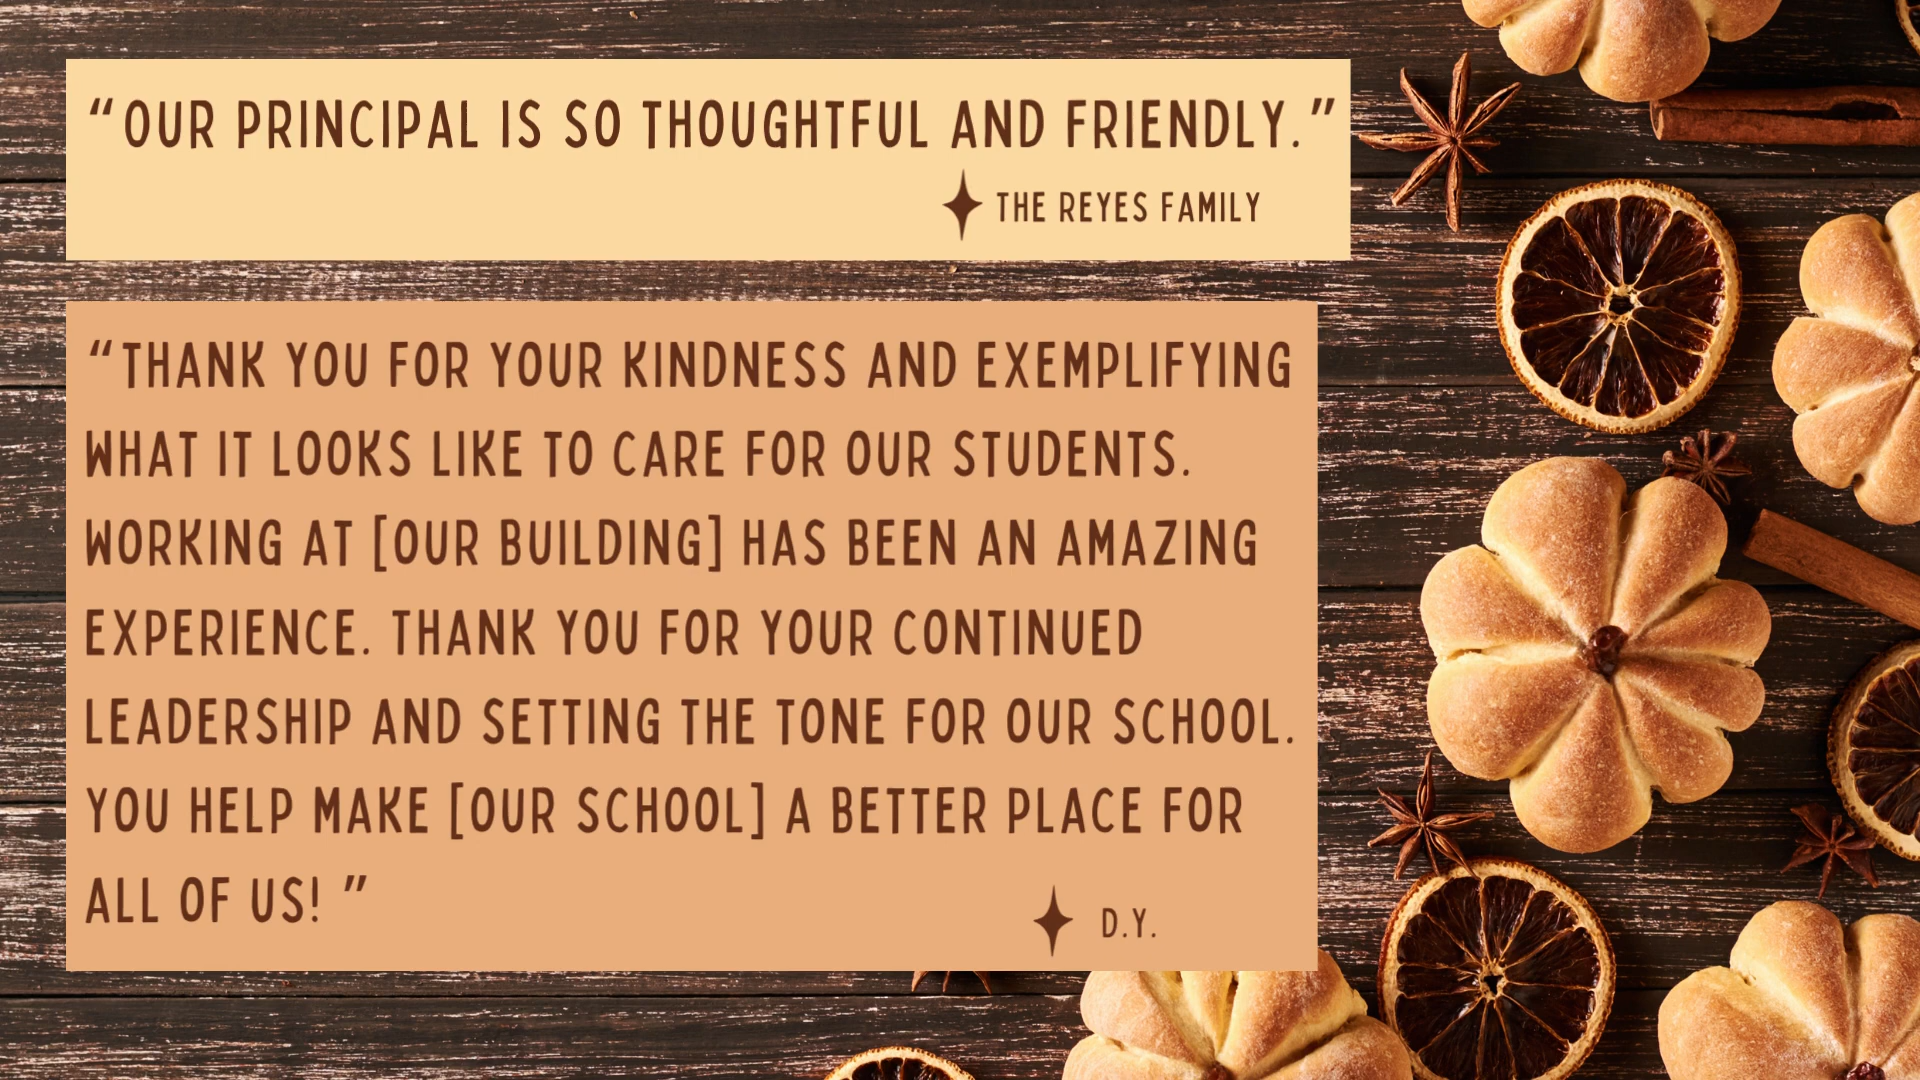 “OUR PRINCIPAL IS SO THOUGHTFUL AND FRIENDLY.”
THE REYES FAMILY
“THANK YOU FOR YOUR KINDNESS AND EXEMPLIFYING
WHAT IT LOOKS LIKE TO CARE FOR OUR STUDENTS.
WORKING AT [OUR BUILDING] HAS BEEN AN AMAZING
EXPERIENCE. THANK YOU FOR YOUR CONTINUED
LEADERSHIP AND SETTING THE TONE FOR OUR SCHOOL.
YOU HELP MAKE [OUR SCHOOL] A BETTER PLACE FOR
ALL OF US! ”
D.Y.